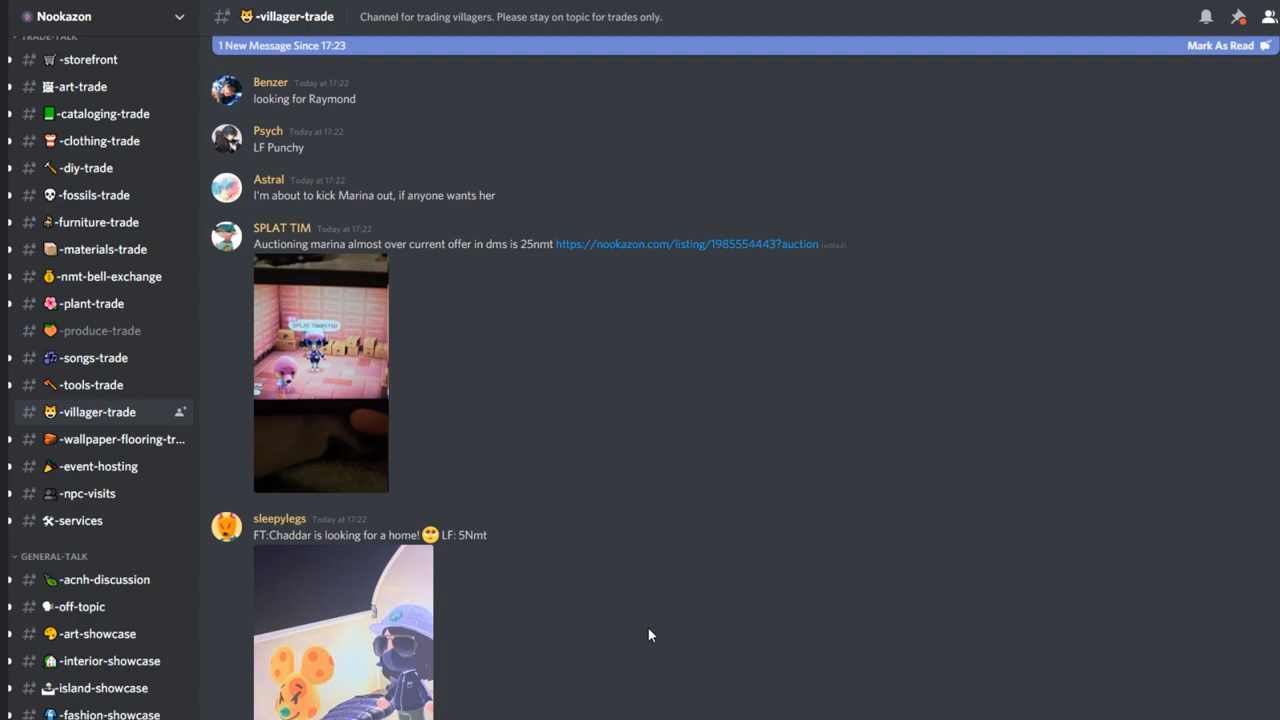 Nookazon
-villager-trade
Channel for trading villagers. Please stay on topic for trades only.
TRADE-TALK
-storefront
-art-trade
-cataloging-trade
-clothing-trade
-diy-trade
-fossils-trade
-furniture-trade
-materials-trade
-nmt-bell-exchange
-plant-trade
-produce-trade
-songs-trade
-tools-trade
-villager-trade
-wallpaper-flooring-tr...
-event-hosting
-npc-visits
-services
GENERAL-TALK
-acnh-discussion
-off-topic
-art-showcase
-interior-showcase
-island-showcase
-fashion-showcase
1 New Message Since 17:23
Mark As Read
Benzer Today at 17:22
looking for Raymond
Psych Today at 17:22
LF Punchy
Astral Today at 17:22
I'm about to kick Marina out, if anyone wants her
SPLAT TIM Today at 17:22
Auctioning marina almost over current offer in dms is 25nmt https://nookazon.com/listing/1985554443?auction (edited)
sleepylegs Today at 17:22
FT:Chaddar is looking for a home! LF: 5Nmt